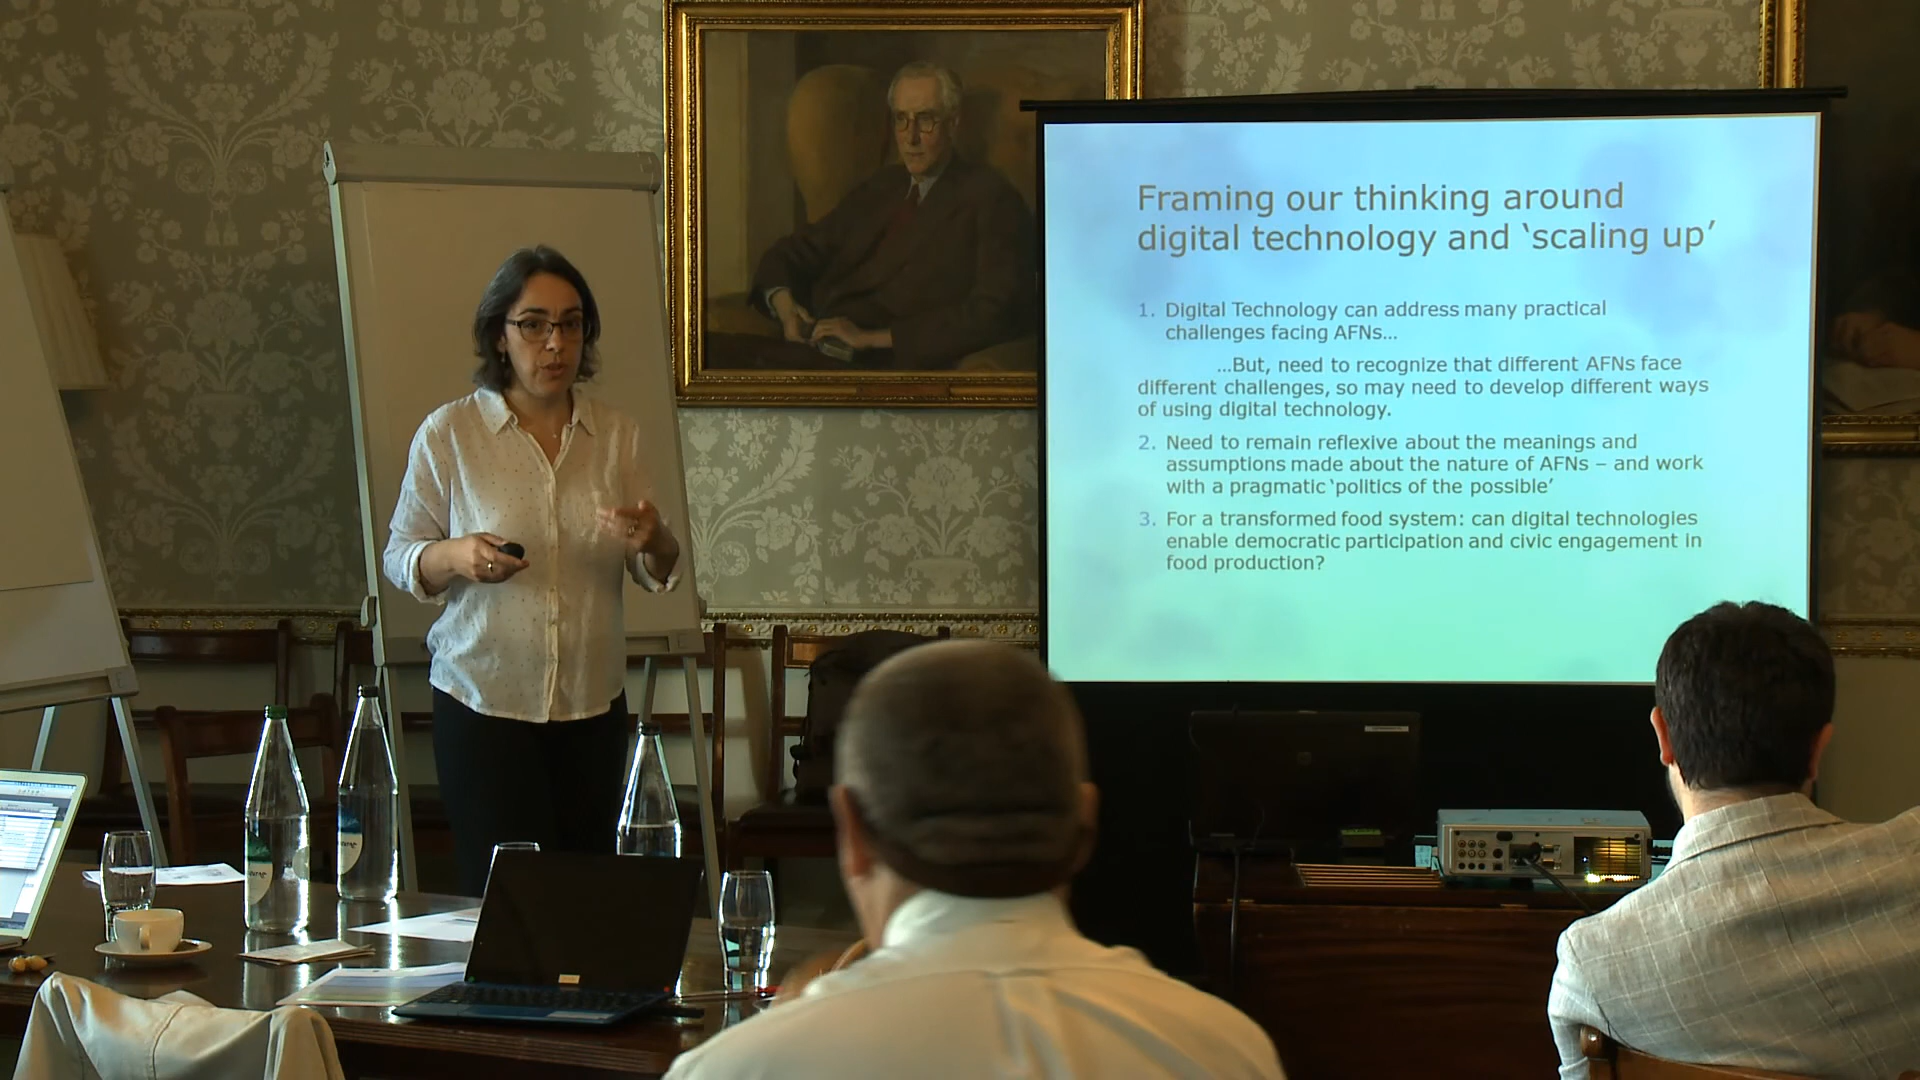 Framing our thinking around
digital technology and ‘scaling up’
1. Digital Technology can address many practical
challenges facing AFNs...
...But, need to recognize that different AFNs face
different challenges, so may need to develop different ways
of using digital technology.
2. Need to remain reflexive about the meanings and
assumptions made about the nature of AFNs – and work
with a pragmatic ‘politics of the possible’
3. For a transformed food system: can digital technologies
enable democratic participation and civic engagement in
food production?